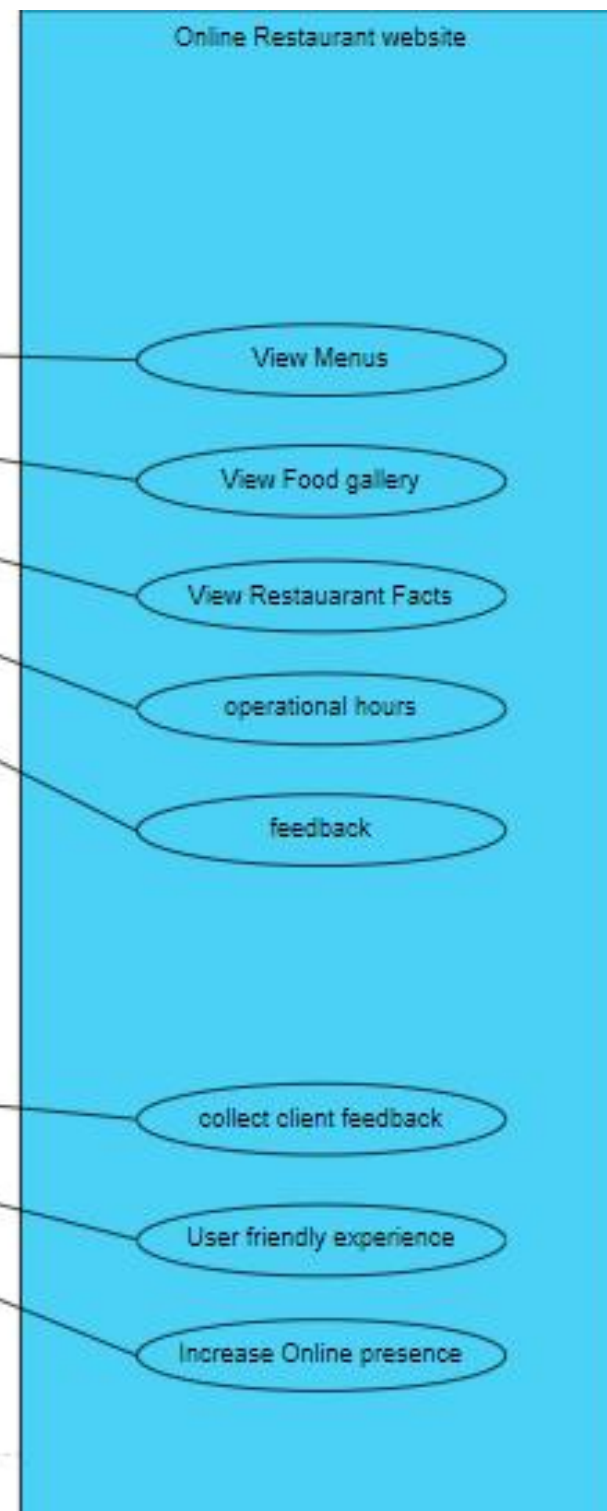 Online Restaurant website
View Menus
View Food gallery
View Restauarant Facts
operational hours
feedback
collect client feedback
User friendly experience
Increase Online presence